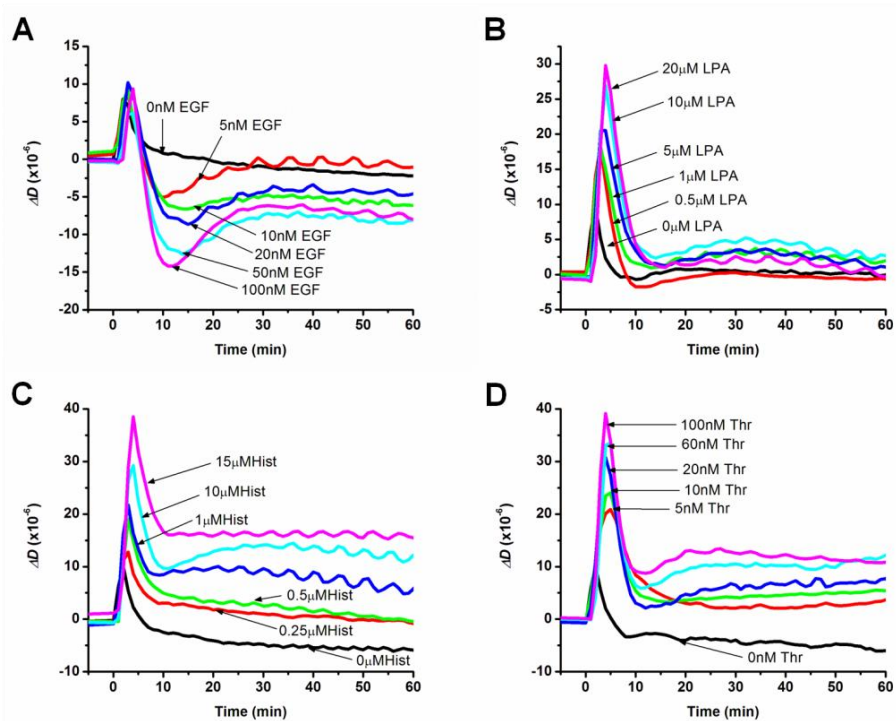 A
ΔD (x10⁻⁶)
15
10
5
0
-5
-10
-15
-20
0nM EGF
5nM EGF
10nM EGF
20nM EGF
50nM EGF
100nM EGF
0 10 20 30 40 50 60
Time (min)
B
ΔD (x10⁻⁶)
30
25
20
15
10
5
0
-5
20μM LPA
10μM LPA
5μM LPA
1μM LPA
0.5μM LPA
0μM LPA
0 10 20 30 40 50 60
Time (min)
C
ΔD (x10⁻⁶)
40
30
20
10
0
-10
15μMHist
10μMHist
1μMHist
0.5μMHist
0.25μMHist
0μMHist
0 10 20 30 40 50 60
Time (min)
D
ΔD (x10⁻⁶)
40
30
20
10
0
-10
100nM Thr
60nM Thr
20nM Thr
10nM Thr
5nM Thr
0nM Thr
0 10 20 30 40 50 60
Time (min)